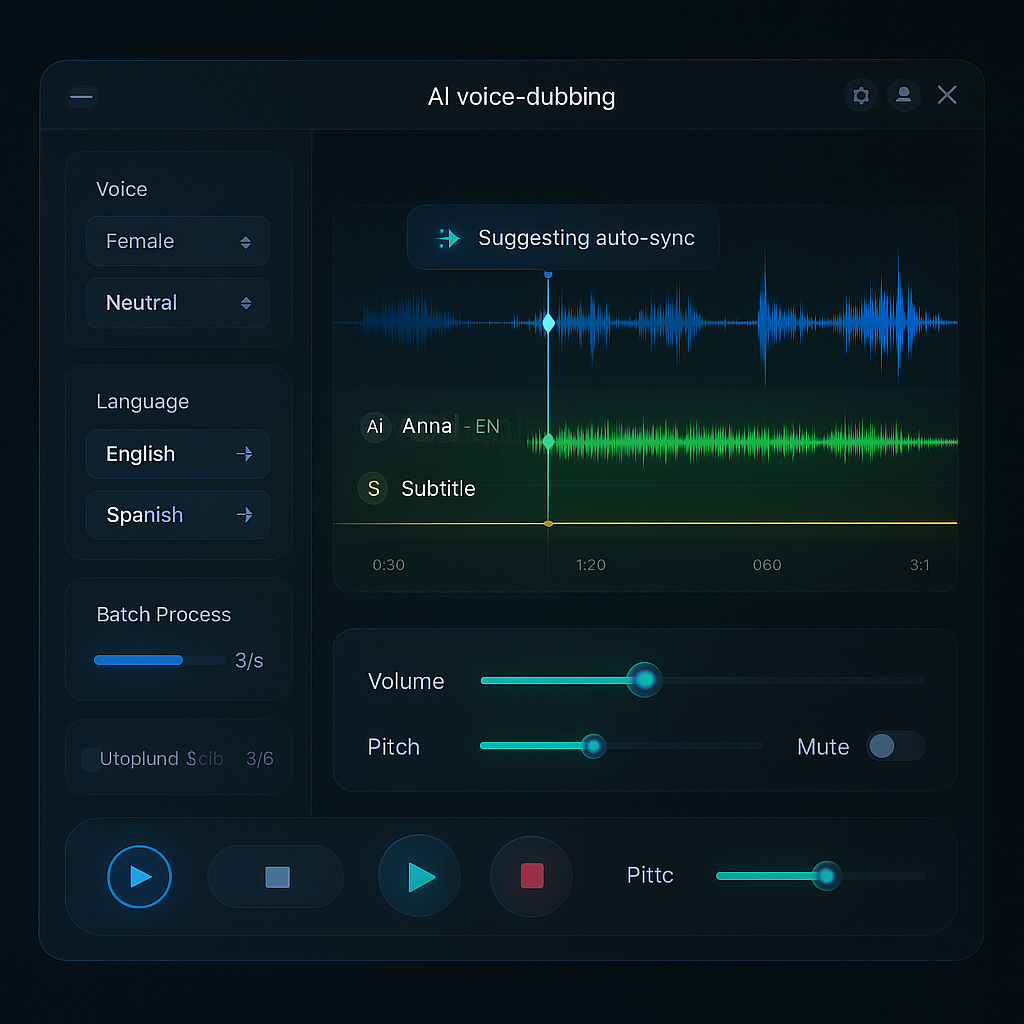 AI voice-dubbing
Voice
Female
Neutral
Language
English
Spanish
Batch Process
3/s
Utoplund Scib 3/6
Suggesting auto-sync
Ai Anna - EN
S Subtitle
0:30 1:20 060 3:1
Volume
Pitch
Mute
Pittc